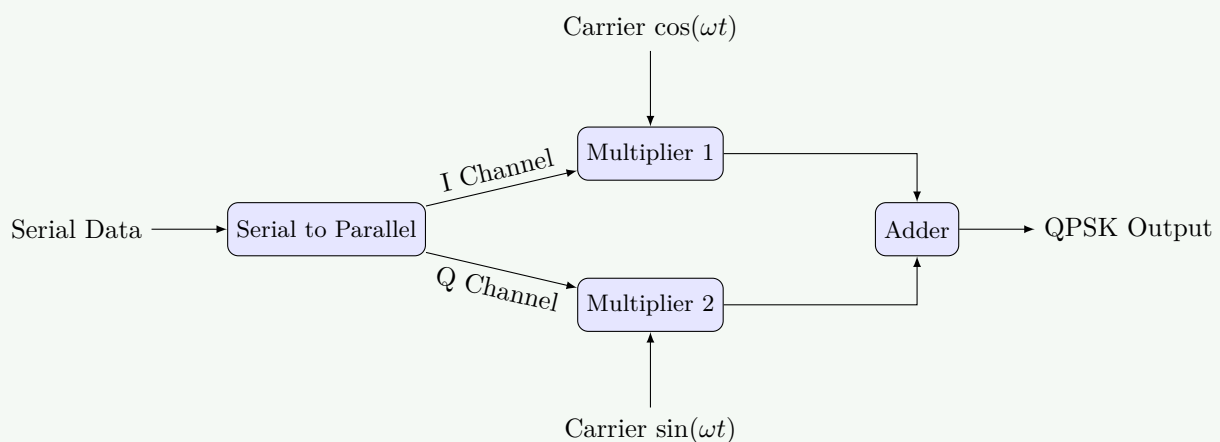 Carrier cos(ωt)
Multiplier 1
I Channel
Serial Data
Serial to Parallel
Adder
QPSK Output
Q Channel
Multiplier 2
Carrier sin(ωt)